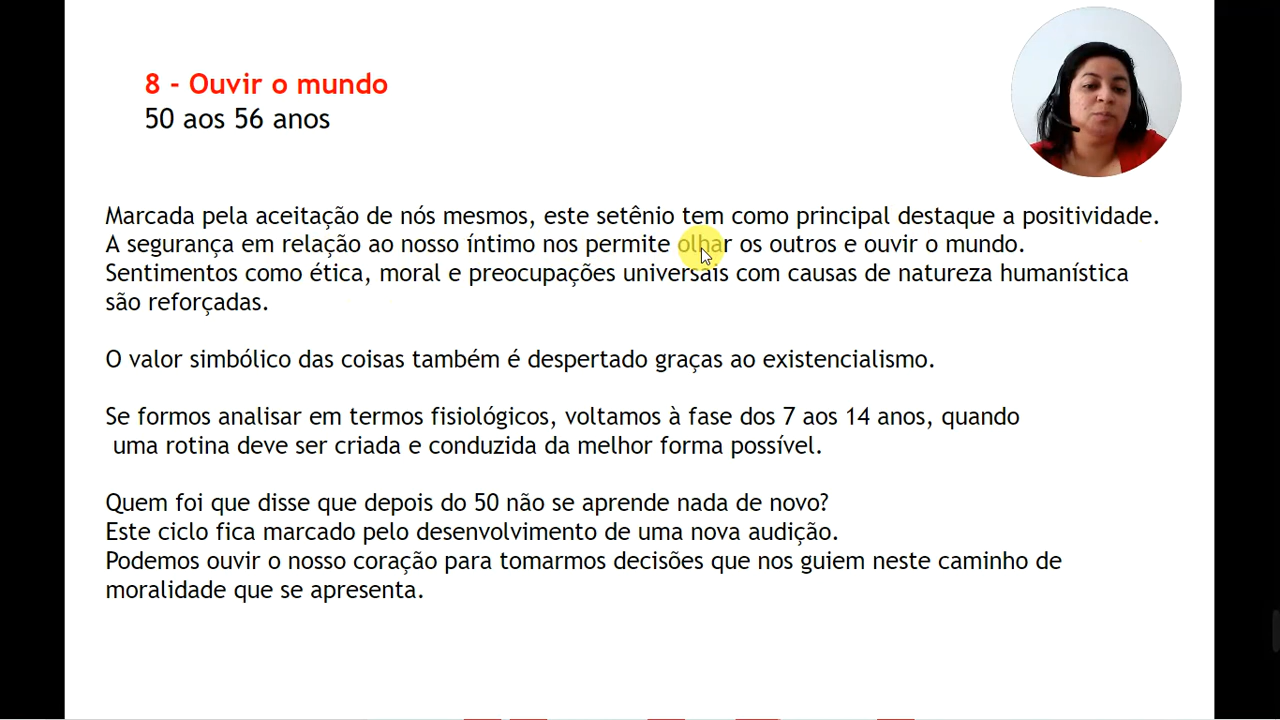 8 - Ouvir o mundo
50 aos 56 anos
Marcada pela aceitação de nós mesmos, este setênio tem como principal destaque a positividade.
A segurança em relação ao nosso íntimo nos permite olhar os outros e ouvir o mundo.
Sentimentos como ética, moral e preocupações universais com causas de natureza humanística
são reforçadas.
O valor simbólico das coisas também é despertado graças ao existencialismo.
Se formos analisar em termos fisiológicos, voltamos à fase dos 7 aos 14 anos, quando
uma rotina deve ser criada e conduzida da melhor forma possível.
Quem foi que disse que depois do 50 não se aprende nada de novo?
Este ciclo fica marcado pelo desenvolvimento de uma nova audição.
Podemos ouvir o nosso coração para tomarmos decisões que nos guiem neste caminho de
moralidade que se apresenta.